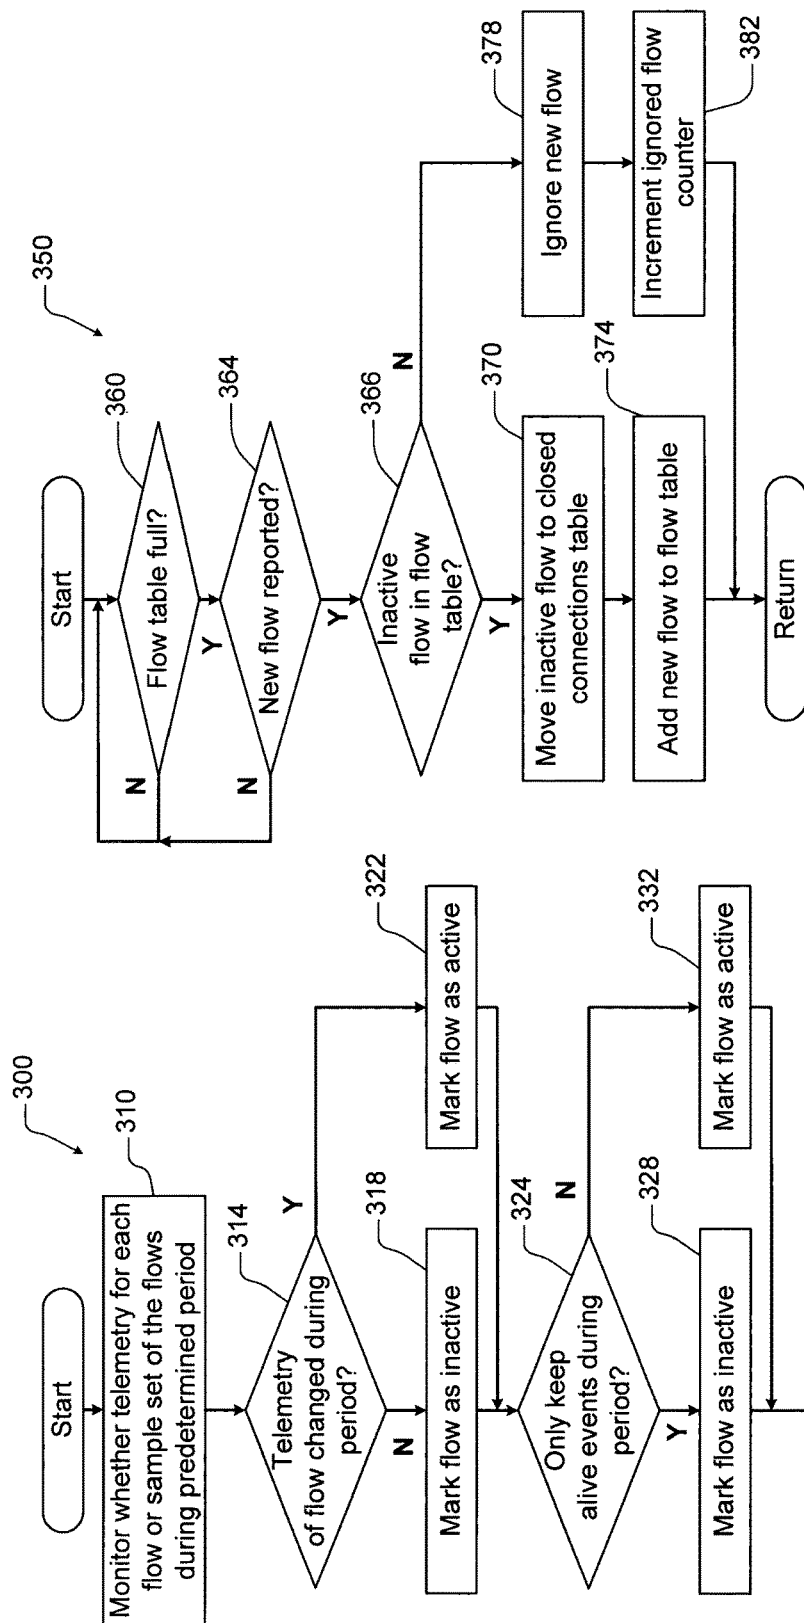 300
Start
310
Monitor whether telemetry for each
flow or sample set of the flows
during predetermined period
314
Telemetry
of flow changed during
period?
Y
N
318
Mark flow as inactive
322
Mark flow as active
324
Only keep
alive events during
period?
N
Y
328
Mark flow as inactive
332
Mark flow as active
350
Start
360
Flow table full?
N
Y
364
New flow reported?
N
Y
366
Inactive
flow in flow
table?
N
Y
370
Move inactive flow to closed
connections table
378
Ignore new flow
374
Add new flow to flow table
382
Increment ignored flow
counter
Return